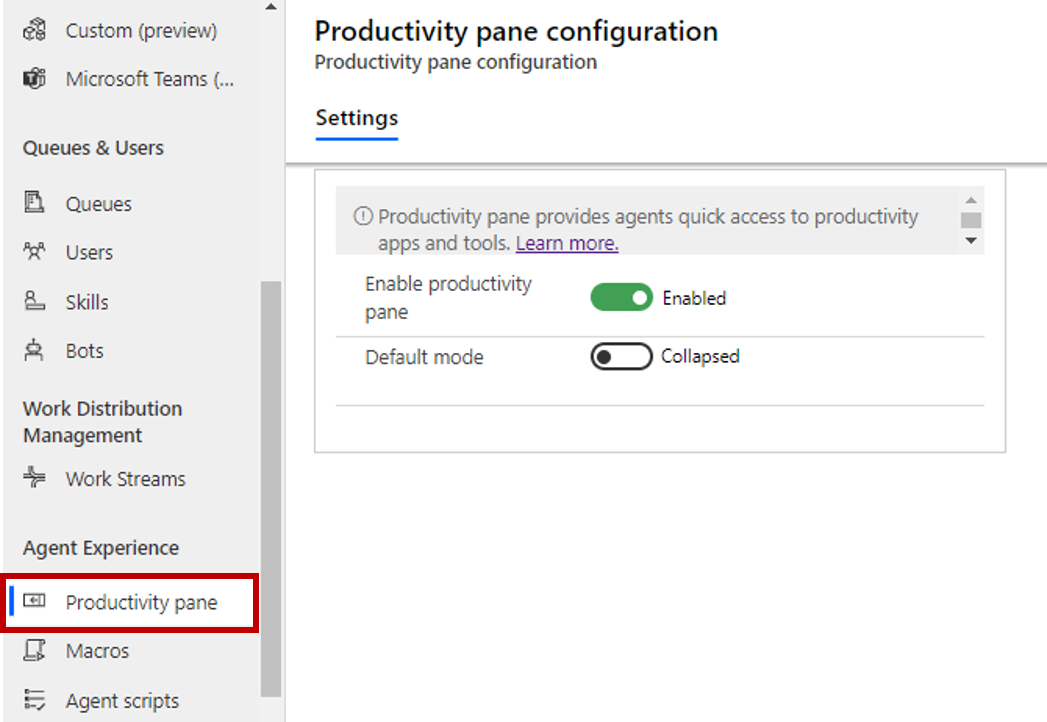 Custom (preview)
Microsoft Teams (...
Queues & Users
Queues
Users
Skills
Bots
Work Distribution
Management
Work Streams
Agent Experience
Productivity pane
Macros
Agent scripts
Productivity pane configuration
Productivity pane configuration
Settings
Productivity pane provides agents quick access to productivity
apps and tools. Learn more.
Enable productivity
pane
Enabled
Default mode
Collapsed